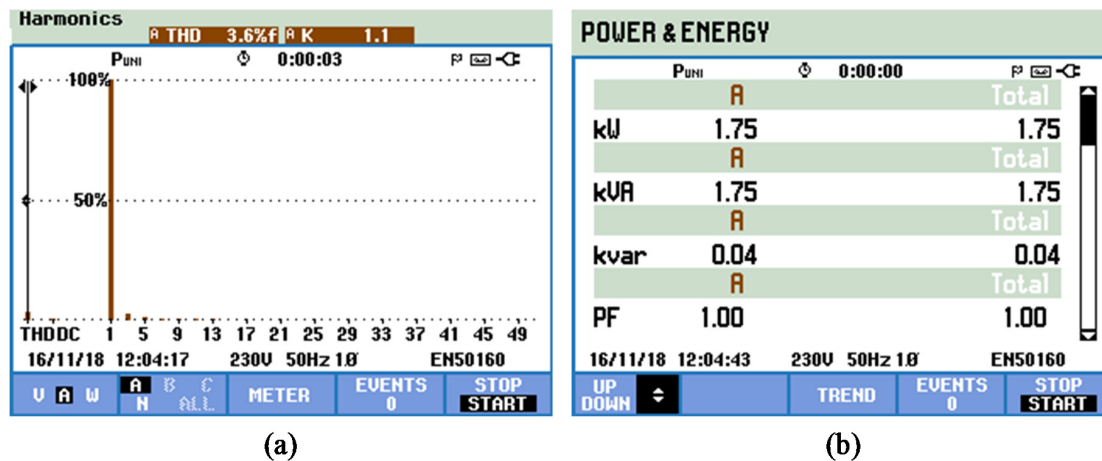 Harmonics
A THD 3.6%f A K 1.1
PUNI 0:00:03
100%
50%
THD DC 1 5 9 13 17 21 25 29 33 37 41 45 49
16/11/18 12:04:17 230V 50Hz 1Ø EN50160
V A W
A B C
N ALL
METER
EVENTS
0
STOP
START
(a)
POWER & ENERGY
PUNI 0:00:00
A Total
kW 1.75 1.75
A Total
kVA 1.75 1.75
A Total
kvar 0.04 0.04
A Total
PF 1.00 1.00
16/11/18 12:04:43 230V 50Hz 1Ø EN50160
UP
DOWN
TREND
EVENTS
0
STOP
START
(b)